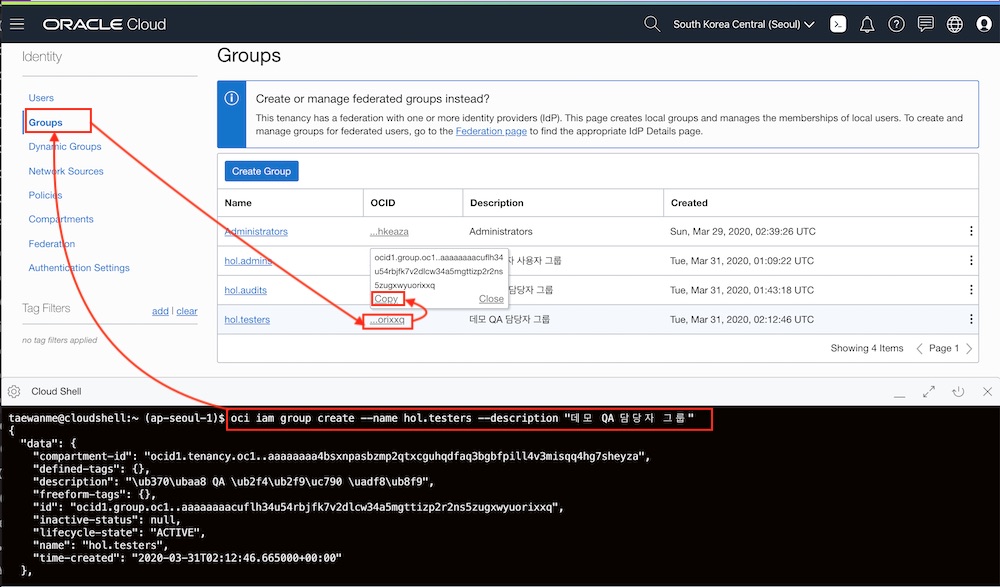 ORACLE Cloud
South Korea Central (Seoul)
Identity
Users
Groups
Dynamic Groups
Network Sources
Policies
Compartments
Federation
Authentication Settings
Tag Filters
add | clear
no tag filters applied
Groups
Create or manage federated groups instead?
This tenancy has a federation with one or more identity providers (IdP). This page creates local groups and manages the memberships of local users. To create
and manage groups for federated users, go to the Federation page to find the appropriate IdP Details page.
Create Group
Name OCID Description Created
Administrators ...hkeaza Administrators Sun, Mar 29, 2020, 02:39:26 UTC
hol.admins 사용자 그룹 Tue, Mar 31, 2020, 01:09:22 UTC
hol.audits 담당자 그룹 Tue, Mar 31, 2020, 01:43:18 UTC
ocid1.group.oc1..aaaaaaaacuflh34
u54rbjfk7v2dlcw34a5mgttizp2r2ns
5zugxwyuorixxq
Copy Close
hol.testers ...orixxq 데모 QA 담당자 그룹 Tue, Mar 31, 2020, 02:12:46 UTC
Showing 4 Items Page 1
Cloud Shell
taewanme@cloudshell:~ (ap-seoul-1)$ oci iam group create --name hol.testers --description "데모 QA 담당자 그룹"
{
"data": {
"compartment-id": "ocid1.tenancy.oc1..aaaaaaaa4bsxnpasbzmp2qtxcguhqdfaq3bgbfpill4v3misqq4hg7sheyza",
"defined-tags": {},
"description": "\ub370\ubaa8 QA \ub2f4\ub2f9\uc790 \uadf8\ub8f9",
"freeform-tags": {},
"id": "ocid1.group.oc1..aaaaaaaacuflh34u54rbjfk7v2dlcw34a5mgttizp2r2ns5zugxwyuorixxq",
"inactive-status": null,
"lifecycle-state": "ACTIVE",
"name": "hol.testers",
"time-created": "2020-03-31T02:12:46.665000+00:00"
},